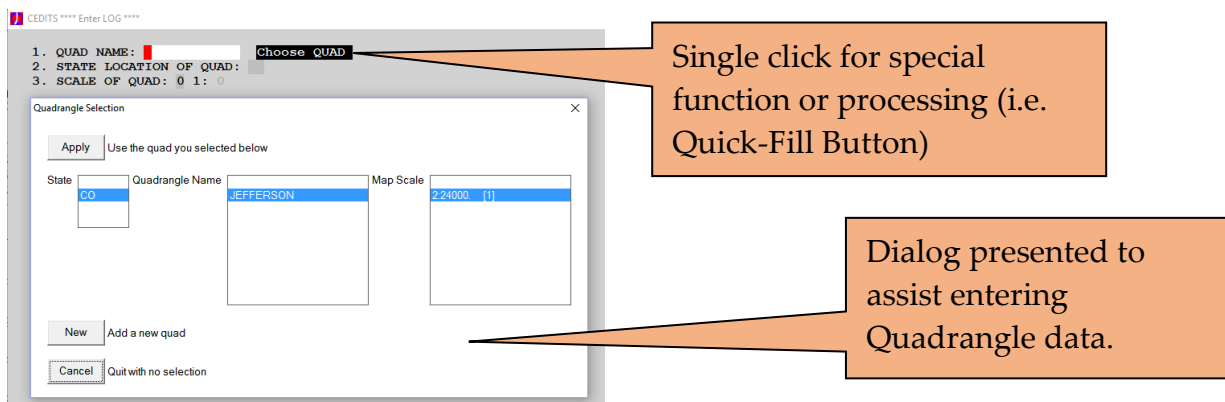 CEDITS **** Enter LOG ****
1. QUAD NAME: Choose QUAD
2. STATE LOCATION OF QUAD:
3. SCALE OF QUAD: 0 1: 0
Quadrangle Selection
Apply Use the quad you selected below
State Quadrangle Name Map Scale
CO JEFFERSON 2.24000. [1]
New Add a new quad
Cancel Quit with no selection
Single click for special
function or processing (i.e.
Quick-Fill Button)
Dialog presented to
assist entering
Quadrangle data.